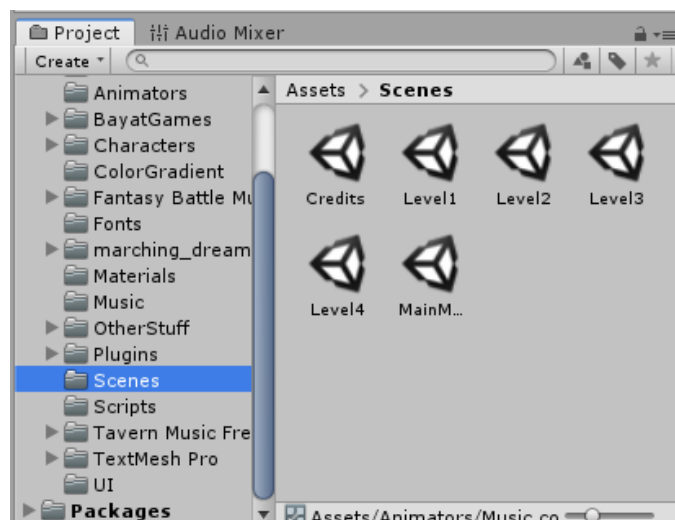 Project
Audio Mixer
Create
Animators
BayatGames
Characters
ColorGradient
Fantasy Battle Mu
Fonts
marching_dream
Materials
Music
OtherStuff
Plugins
Scenes
Scripts
Tavern Music Fre
TextMesh Pro
UI
Packages
Assets > Scenes
Credits Level1 Level2 Level3
Level4 MainM...
Assets/Animators/Music.co